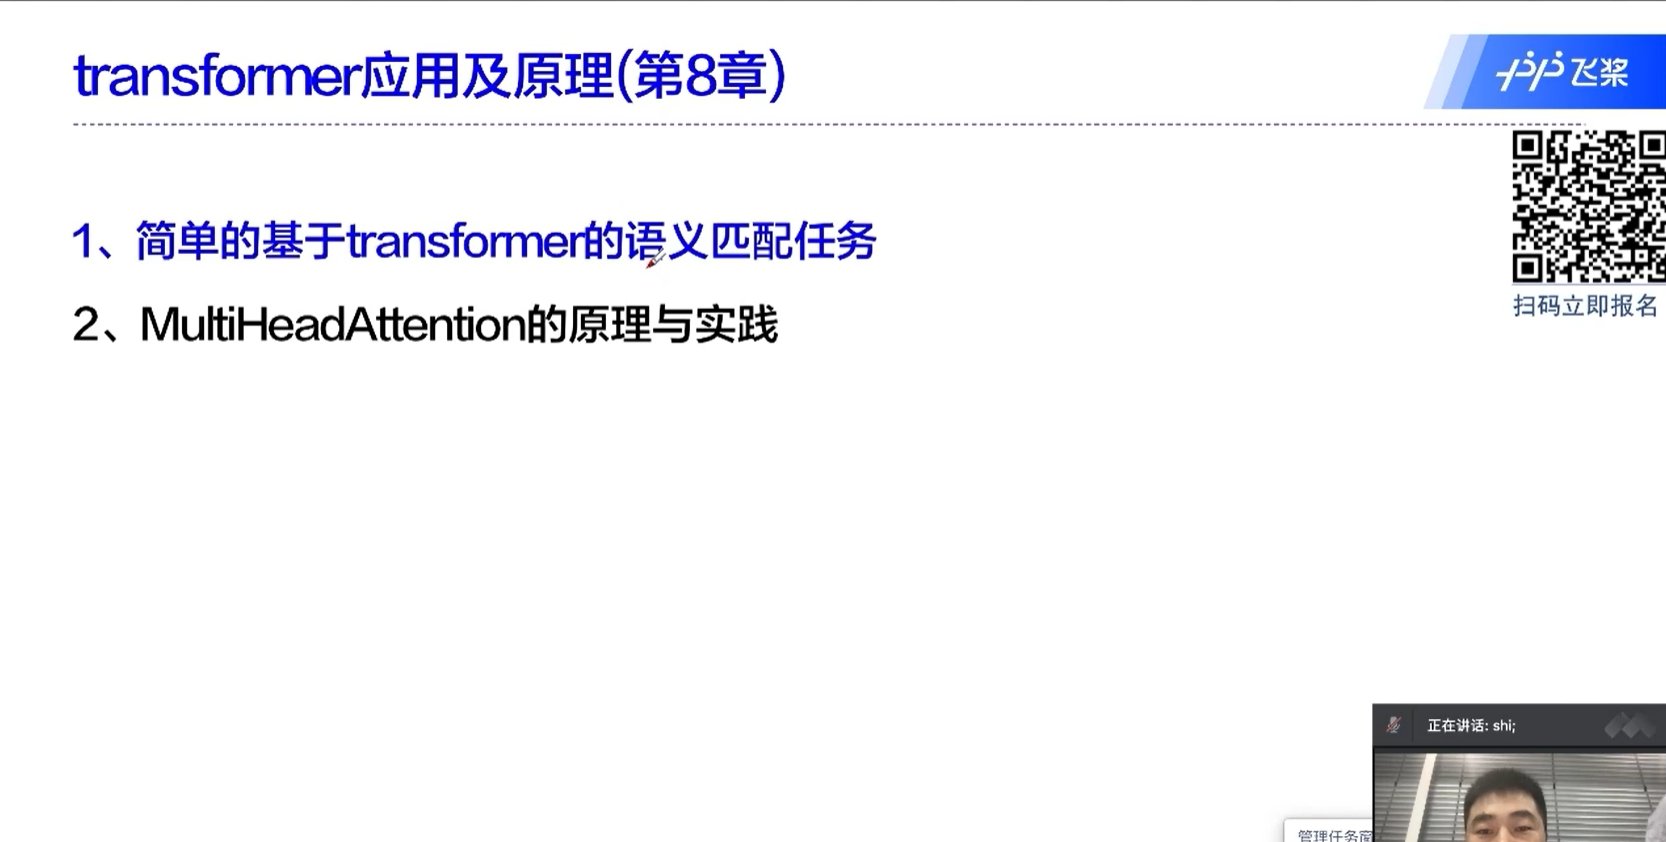 transformer应用及原理(第8章)
飞桨
1、简单的基于transformer的语义匹配任务
2、MultiHeadAttention的原理与实践
扫码立即报名
正在讲话: shi;
管理任务窗